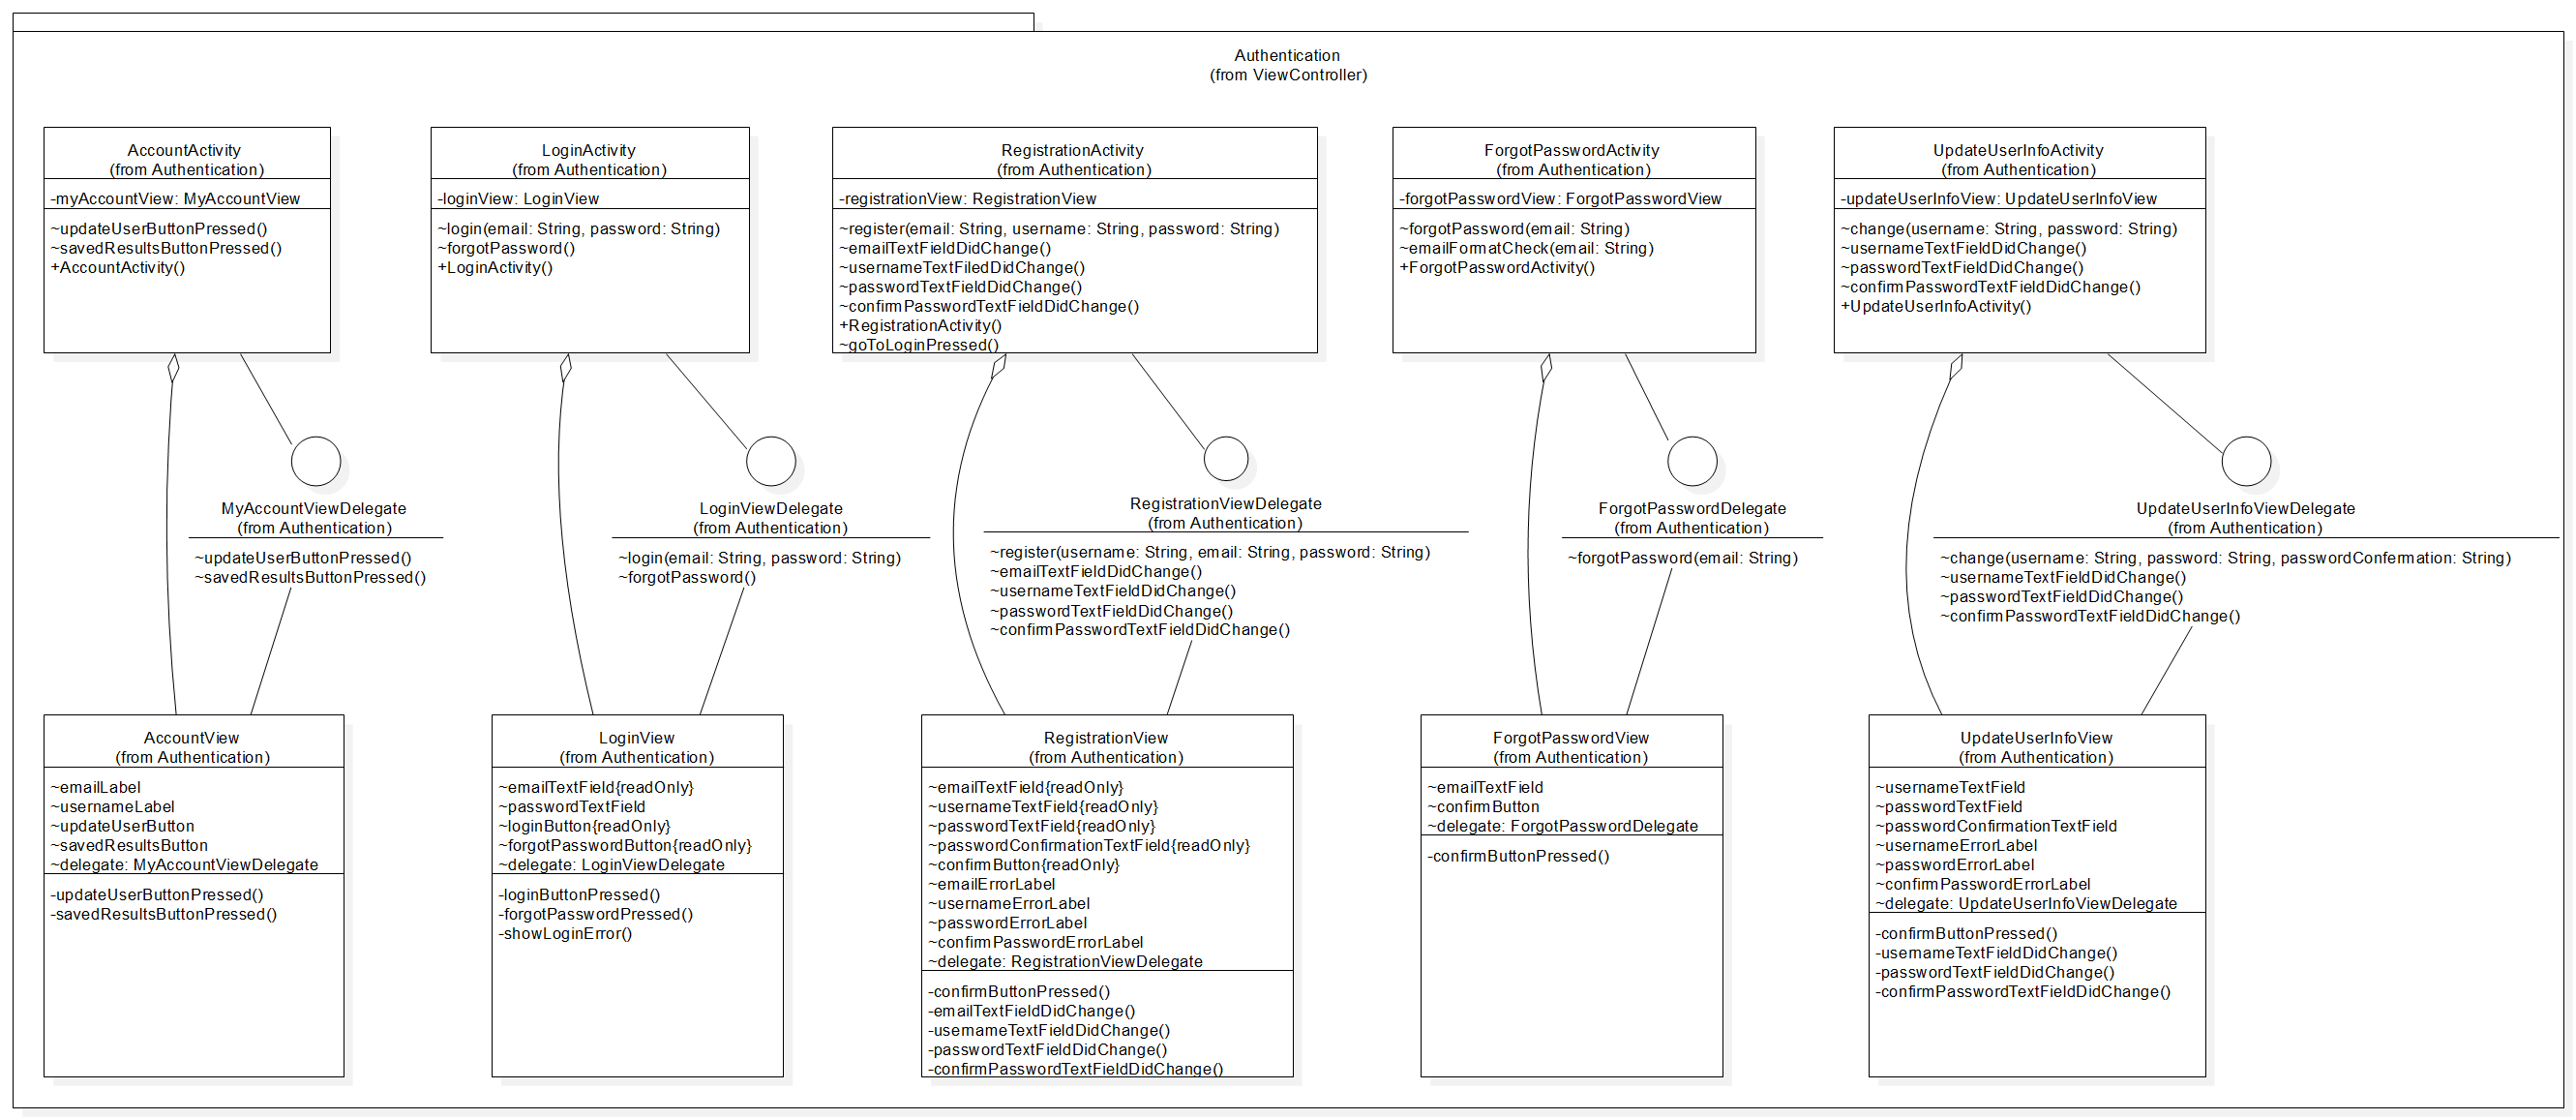 Authentication
(from ViewController)
AccountActivity
(from Authentication)
-myAccountView: MyAccountView
~updateUserButtonPressed()
~savedResultsButtonPressed()
+AccountActivity()
LoginActivity
(from Authentication)
-loginView: LoginView
~login(email: String, password: String)
~forgotPassword()
+LoginActivity()
RegistrationActivity
(from Authentication)
-registrationView: RegistrationView
~register(email: String, username: String, password: String)
~emailTextFieldDidChange()
~usernameTextFiledDidChange()
~passwordTextFieldDidChange()
~confirmPasswordTextFieldDidChange()
+RegistrationActivity()
~goToLoginPressed()
ForgotPasswordActivity
(from Authentication)
-forgotPasswordView: ForgotPasswordView
~forgotPassword(email: String)
~emailFormatCheck(email: String)
+ForgotPasswordActivity()
UpdateUserInfoActivity
(from Authentication)
-updateUserInfoView: UpdateUserInfoView
~change(username: String, password: String)
~usernameTextFieldDidChange()
~passwordTextFieldDidChange()
~confirmPasswordTextFieldDidChange()
+UpdateUserInfoActivity()
MyAccountViewDelegate
(from Authentication)
~updateUserButtonPressed()
~savedResultsButtonPressed()
LoginViewDelegate
(from Authentication)
~login(email: String, password: String)
~forgotPassword()
RegistrationViewDelegate
(from Authentication)
~register(username: String, email: String, password: String)
~emailTextFieldDidChange()
~usernameTextFieldDidChange()
~passwordTextFieldDidChange()
~confirmPasswordTextFieldDidChange()
ForgotPasswordDelegate
(from Authentication)
~forgotPassword(email: String)
UpdateUserInfoViewDelegate
(from Authentication)
~change(username: String, password: String, passwordConfermation: String)
~usernameTextFieldDidChange()
~passwordTextFieldDidChange()
~confirmPasswordTextFieldDidChange()
AccountView
(from Authentication)
~emailLabel
~usernameLabel
~updateUserButton
~savedResultsButton
~delegate: MyAccountViewDelegate
-updateUserButtonPressed()
-savedResultsButtonPressed()
LoginView
(from Authentication)
~emailTextField{readOnly}
~passwordTextField
~loginButton{readOnly}
~forgotPasswordButton{readOnly}
~delegate: LoginViewDelegate
-loginButtonPressed()
-forgotPasswordPressed()
-showLoginError()
RegistrationView
(from Authentication)
~emailTextField{readOnly}
~usernameTextField{readOnly}
~passwordTextField{readOnly}
~passwordConfirmationTextField{readOnly}
~confirmButton{readOnly}
~emailErrorLabel
~usernameErrorLabel
~passwordErrorLabel
~confirmPasswordErrorLabel
~delegate: RegistrationViewDelegate
-confirmButtonPressed()
-emailTextFieldDidChange()
-usernameTextFieldDidChange()
-passwordTextFieldDidChange()
-confirmPasswordTextFieldDidChange()
ForgotPasswordView
(from Authentication)
~emailTextField
~confirmButton
~delegate: ForgotPasswordDelegate
-confirmButtonPressed()
UpdateUserInfoView
(from Authentication)
~usernameTextField
~passwordTextField
~passwordConfirmationTextField
~usernameErrorLabel
~passwordErrorLabel
~confirmPasswordErrorLabel
~delegate: UpdateUserInfoViewDelegate
-confirmButtonPressed()
-usernameTextFieldDidChange()
-passwordTextFieldDidChange()
-confirmPasswordTextFieldDidChange()